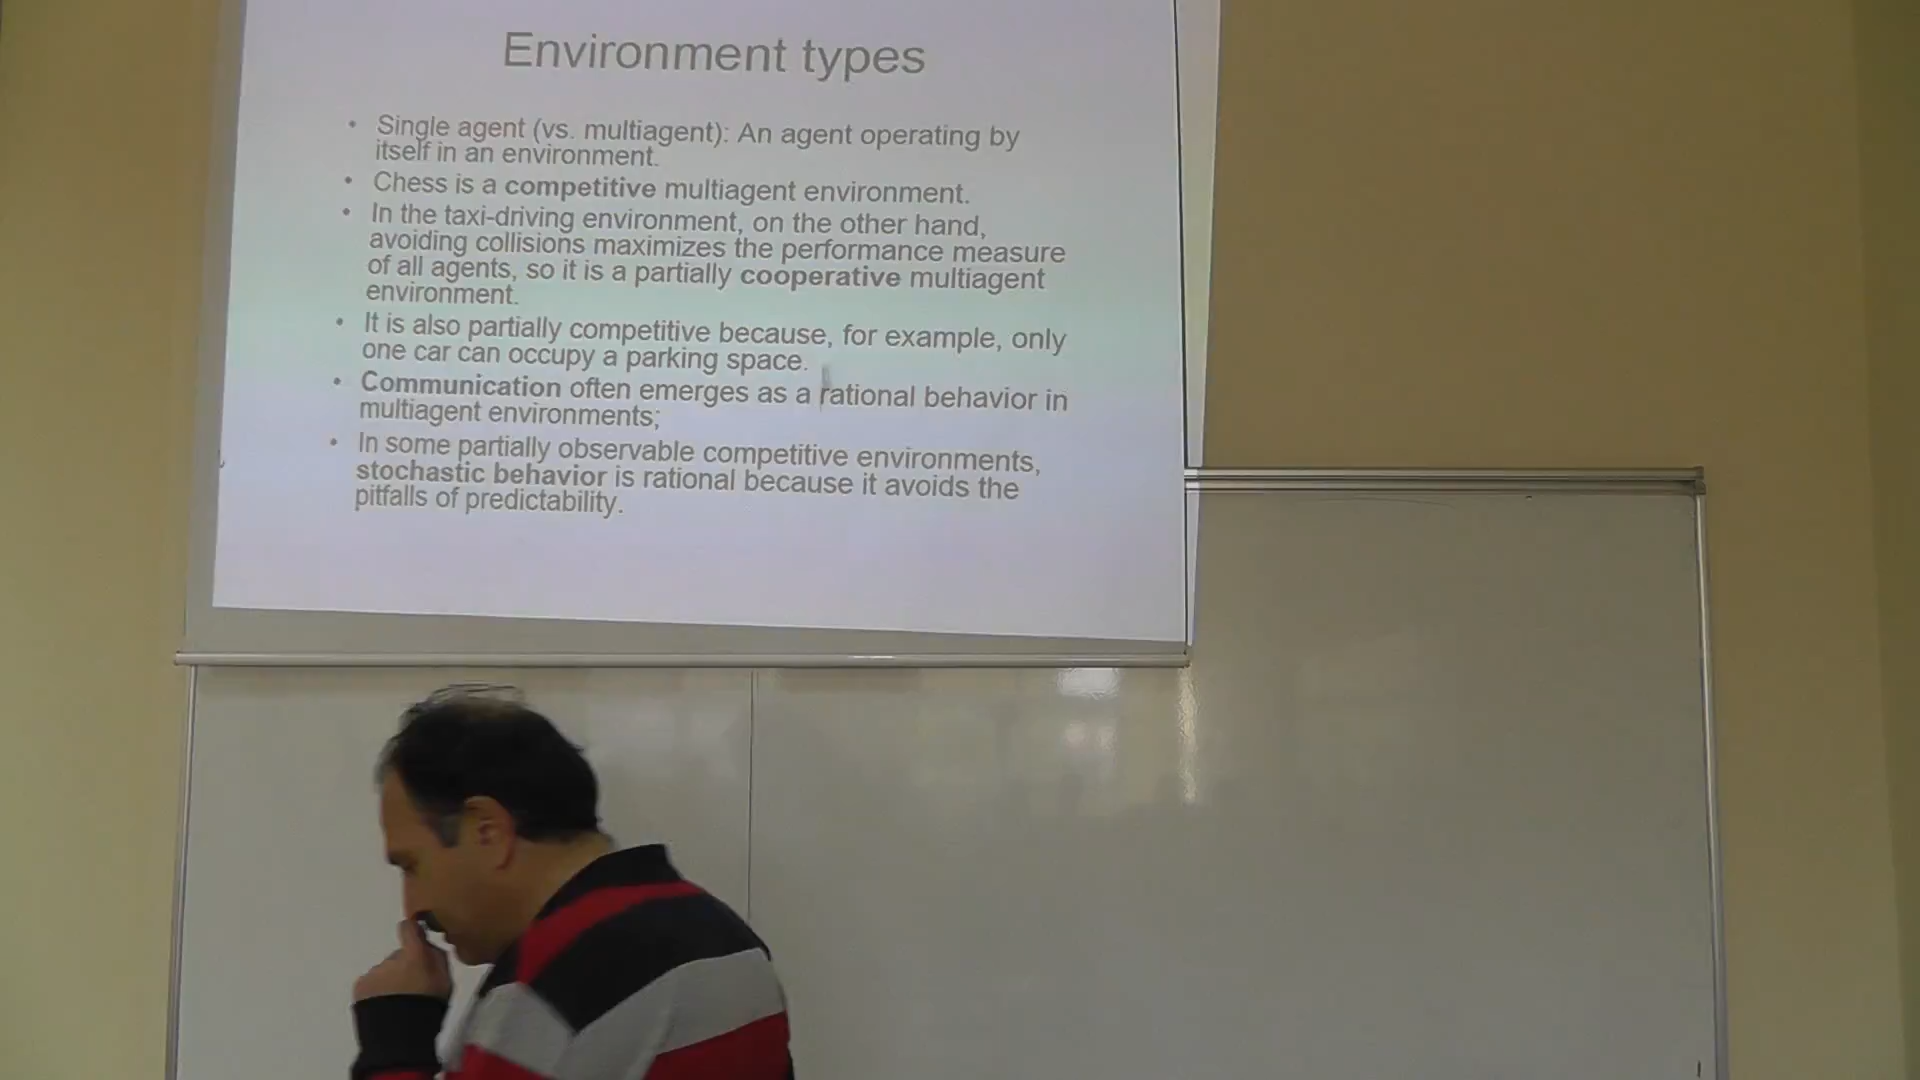 Environment types
• Single agent (vs. multiagent): An agent operating by
itself in an environment.
• Chess is a competitive multiagent environment.
• In the taxi-driving environment, on the other hand,
avoiding collisions maximizes the performance measure
of all agents, so it is a partially cooperative multiagent
environment.
• It is also partially competitive because, for example, only
one car can occupy a parking space.
• Communication often emerges as a rational behavior in
multiagent environments;
• In some partially observable competitive environments,
stochastic behavior is rational because it avoids the
pitfalls of predictability.